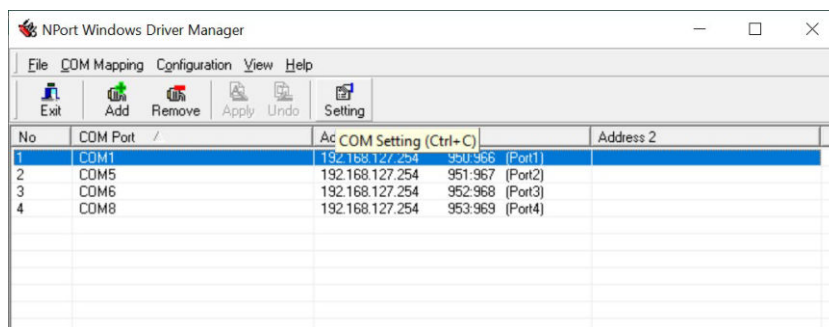 NPort Windows Driver Manager
File COM Mapping Configuration View Help
Exit Add Remove Apply Undo Setting
No COM Port / Ad COM Setting (Ctrl+C) Address 2
1 COM1 192.168.127.254 950:966 (Port1)
2 COM5 192.168.127.254 951:967 (Port2)
3 COM6 192.168.127.254 952:968 (Port3)
4 COM8 192.168.127.254 953:969 (Port4)